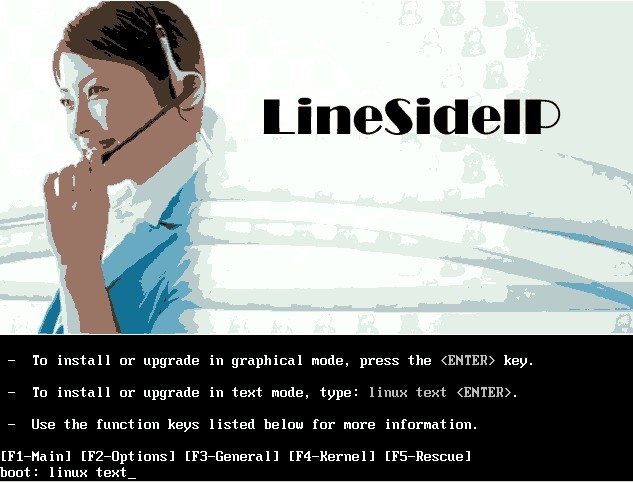 LineSideIP
- To install or upgrade in graphical mode, press the <ENTER> key.
- To install or upgrade in text mode, type: linux text <ENTER>.
- Use the function keys listed below for more information.
[F1-Main] [F2-Options] [F3-General] [F4-Kernel] [F5-Rescue]
boot: linux text_